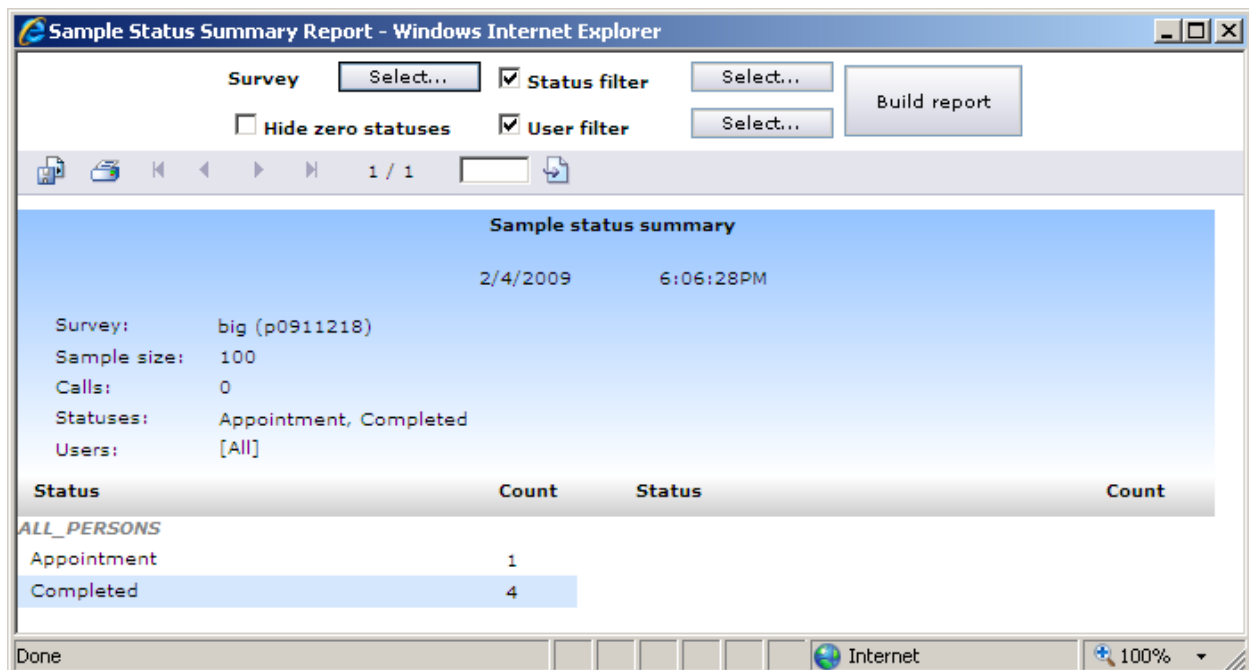 Sample Status Summary Report - Windows Internet Explorer
Survey Select... Status filter Select... Build report
Hide zero statuses User filter Select...
1 / 1
Sample status summary
2/4/2009 6:06:28PM
Survey: big (p0911218)
Sample size: 100
Calls: 0
Statuses: Appointment, Completed
Users: [All]
Status Count Status Count
ALL_PERSONS
Appointment 1
Completed 4
Done Internet 100%